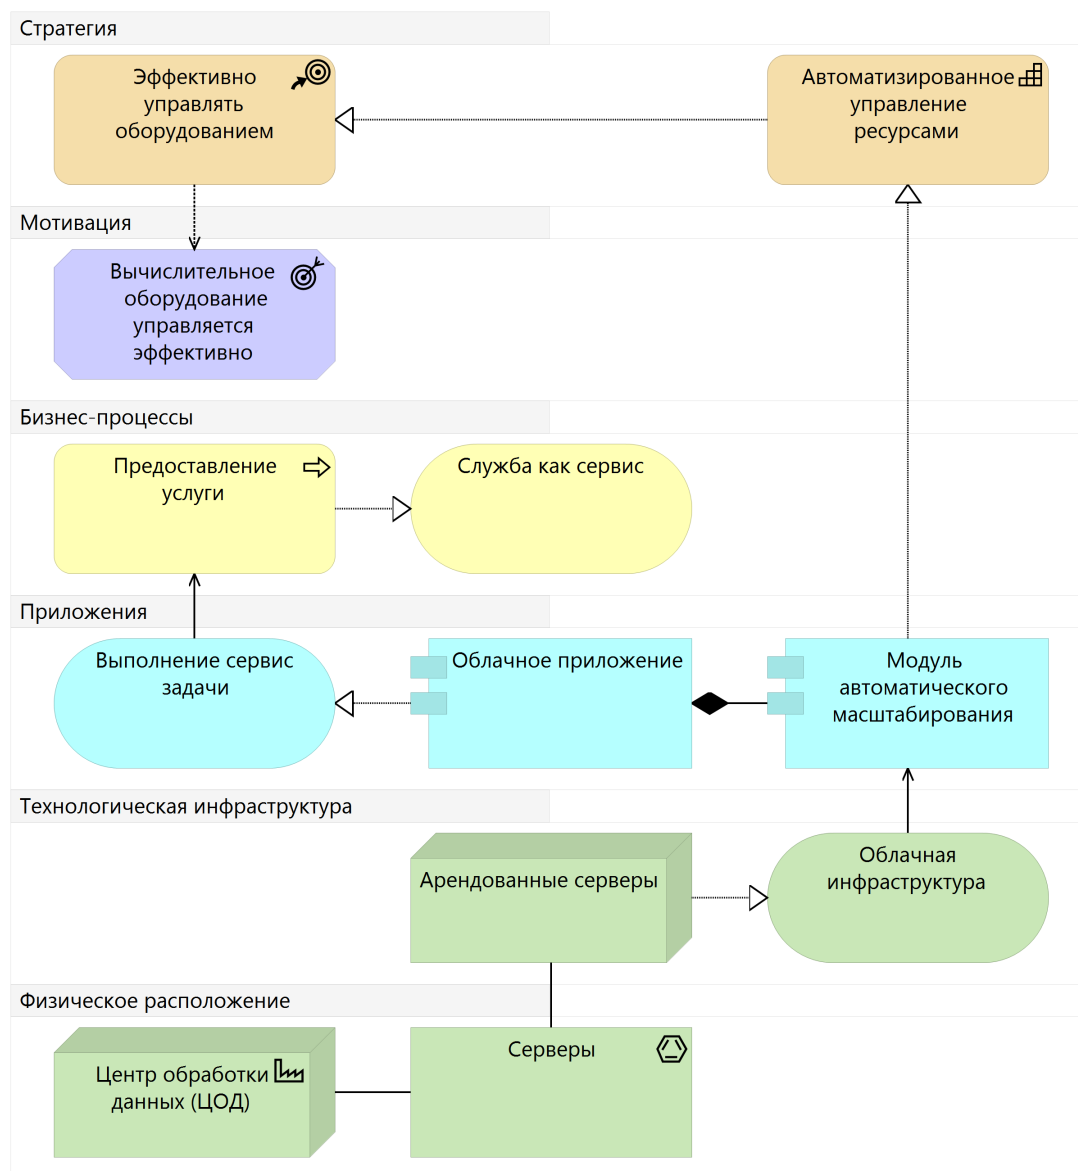 Стратегия
Эффективно
управлять
оборудованием
Автоматизированное
управление
ресурсами
Мотивация
Вычислительное
оборудование
управляется
эффективно
Бизнес-процессы
Предоставление
услуги
Служба как сервис
Приложения
Выполнение сервис
задачи
Облачное приложение
Модуль
автоматического
масштабирования
Технологическая инфраструктура
Арендованные серверы
Облачная
инфраструктура
Физическое расположение
Центр обработки
данных (ЦОД)
Серверы